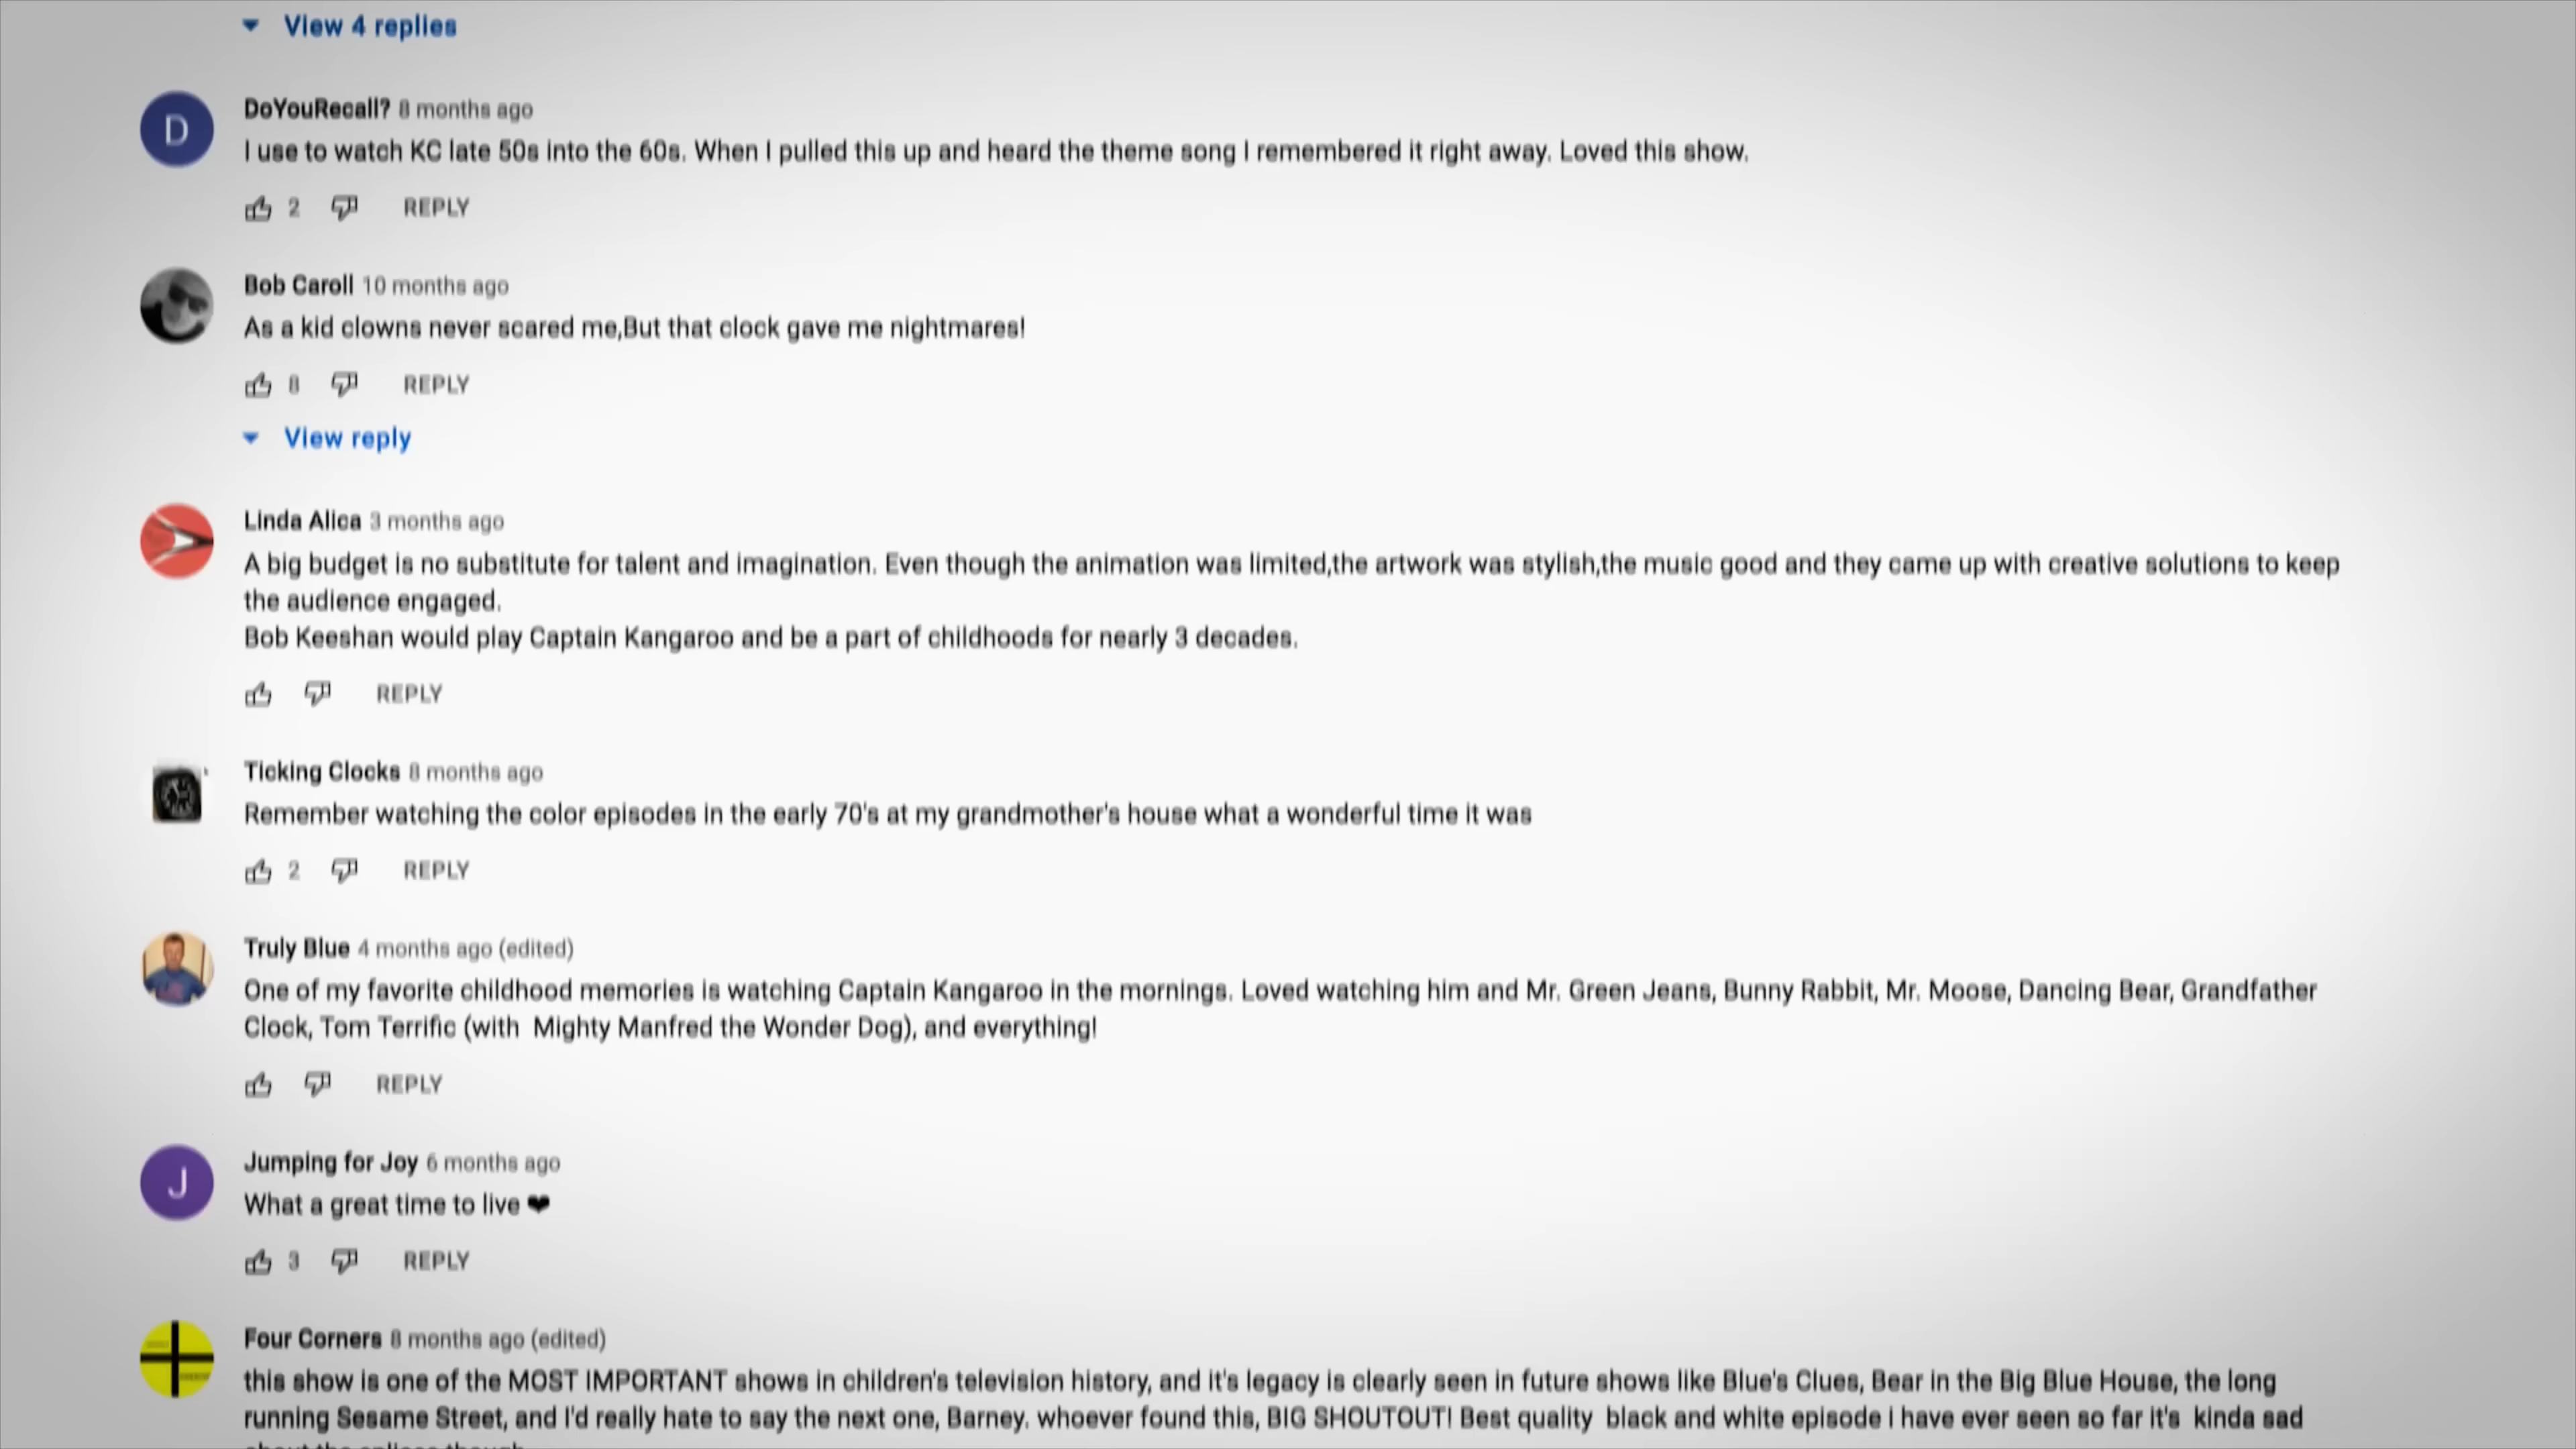 View 4 replies
D
DoYouRecall? 8 months ago
I use to watch KC late 50s into the 60s. When I pulled this up and heard the theme song I remembered it right away. Loved this show.
2 REPLY
Bob Caroll 10 months ago
As a kid clowns never scared me,But that clock gave me nightmares!
8 REPLY
View reply
Linda Alica 3 months ago
A big budget is no substitute for talent and imagination. Even though the animation was limited,the artwork was stylish,the music good and they came up with creative solutions to keep
the audience engaged.
Bob Keeshan would play Captain Kangaroo and be a part of childhoods for nearly 3 decades.
REPLY
Ticking Clocks 8 months ago
Remember watching the color episodes in the early 70's at my grandmother's house what a wonderful time it was
2 REPLY
Truly Blue 4 months ago (edited)
One of my favorite childhood memories is watching Captain Kangaroo in the mornings. Loved watching him and Mr. Green Jeans, Bunny Rabbit, Mr. Moose, Dancing Bear, Grandfather
Clock, Tom Terrific (with Mighty Manfred the Wonder Dog), and everything!
REPLY
J
Jumping for Joy 6 months ago
What a great time to live ❤
3 REPLY
Four Corners 8 months ago (edited)
this show is one of the MOST IMPORTANT shows in children's television history, and it's legacy is clearly seen in future shows like Blue's Clues, Bear in the Big Blue House, the long
running Sesame Street, and I'd really hate to say the next one, Barney. whoever found this, BIG SHOUTOUT! Best quality black and white episode i have ever seen so far it's kinda sad